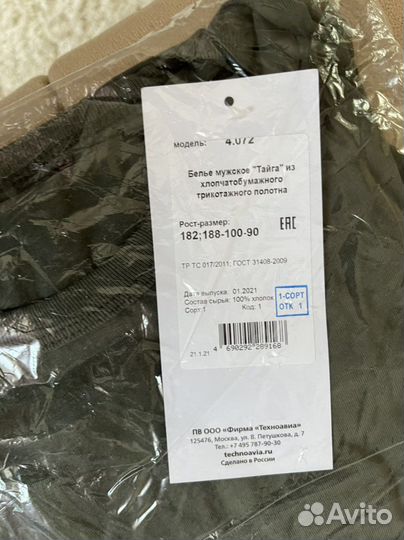 модель: 4.072
Белье мужское "Тайга" из
хлопчатобумажного
трикотажного полотна
Рост-размер:
182;188-100-90
EAC
ТР ТС 017/2011; ГОСТ 31408-2009
Дата выпуска: 01.2021
Состав сырья: 100% хлопок
Сорт:1 Код: 1
1-СОРТ
ОТК 1
21.1.21
4 690292 289168
ПВ ООО «Фирма «Техноавиа»
125476, Москва, ул. В. Петушкова, д. 7
Тел.: +7 495 787-90-30
technoavia.ru
Сделано в России
Avito